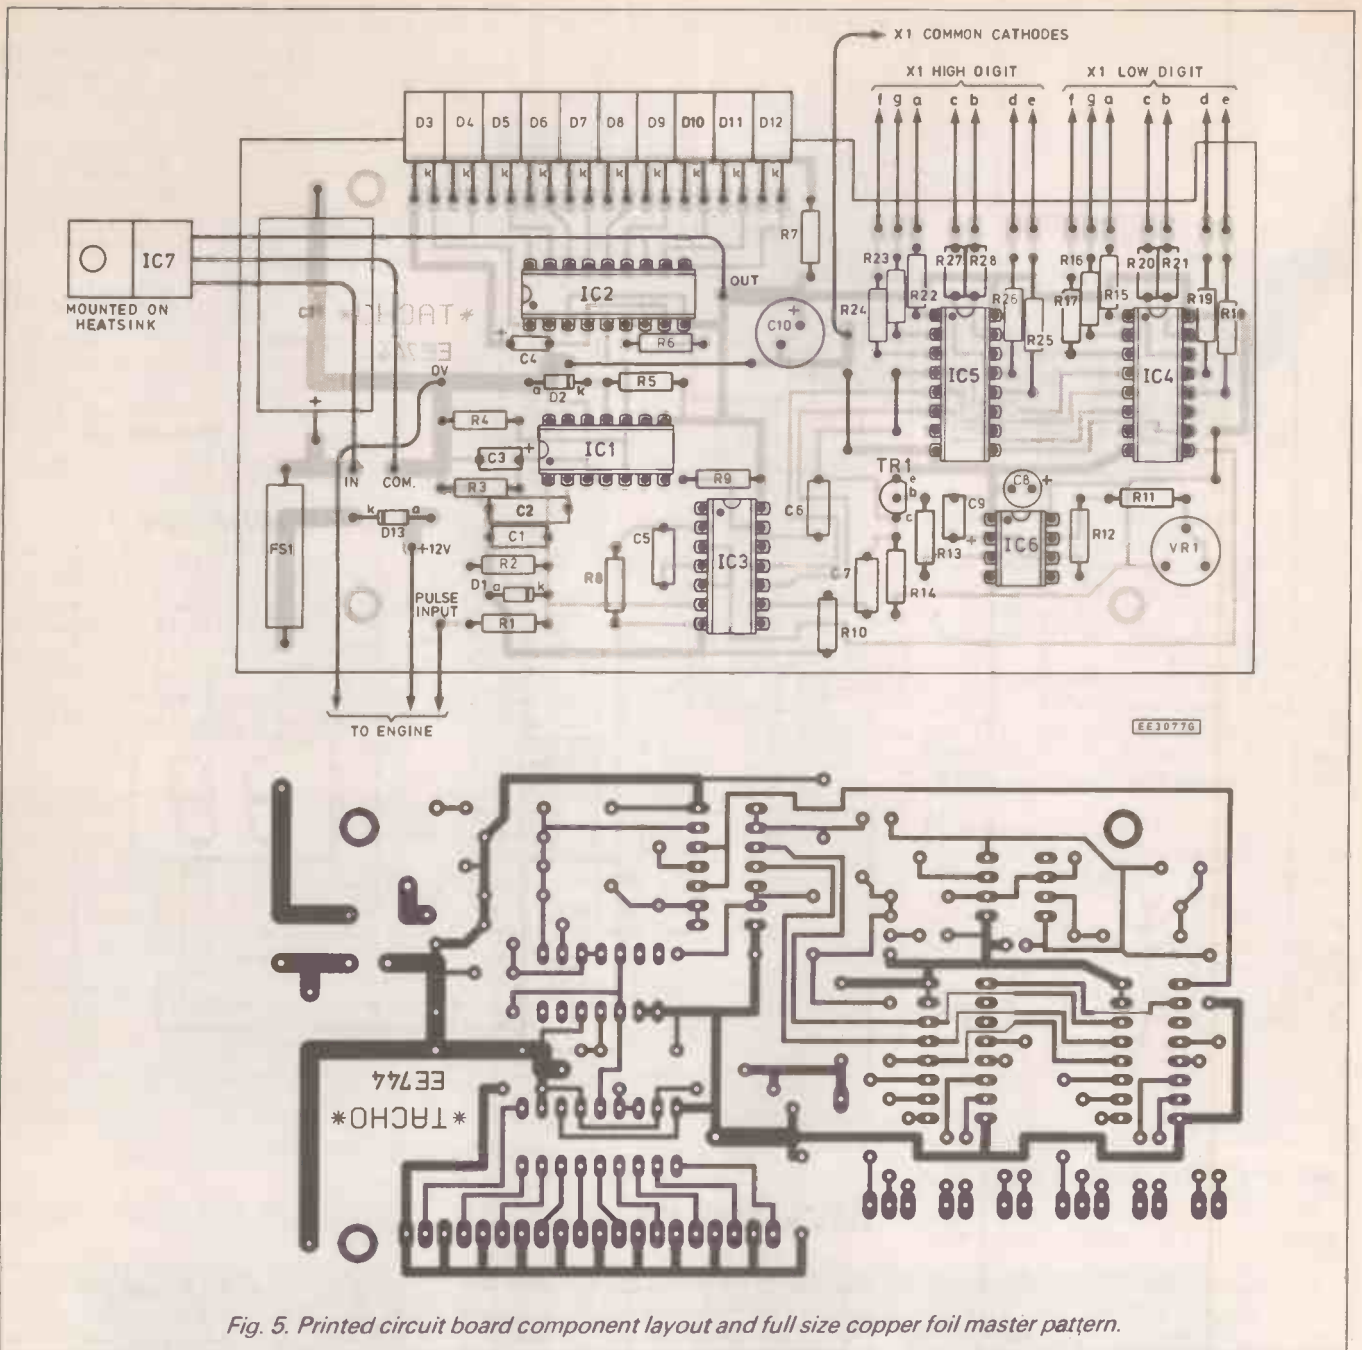 X1 COMMON CATHODES
X1 HIGH DIGIT
X1 LOW DIGIT
f g a c b d e
f g a c b d e
D3 D4 D5 D6 D7 D8 D9 D10 D11 D12
k k k k k k k k k k
IC7
MOUNTED ON
HEATSINK
R7
OUT
IC2
+
C4
R6
C10
+
R23
R24
R22
R27
R28
R26
R25
R16
R17
R15
R20
R21
R19
*TACHO*
EE744
0V
a D2 k
R5
IC5
IC4
+
R4
C3 +
IC1
R3
IN
COM.
R9
TR1
e
b
c
C8 +
R11
C2
C1
C5
IC3
C6
C9
+
R13
IC6
R12
VR1
FS1
k a
D13
+12V
R2
R8
R14
D1 a k
PULSE
INPUT
R1
R10
TO ENGINE
EE3077G
EE744
*TACHO*
Fig. 5. Printed circuit board component layout and full size copper foil master pattern.